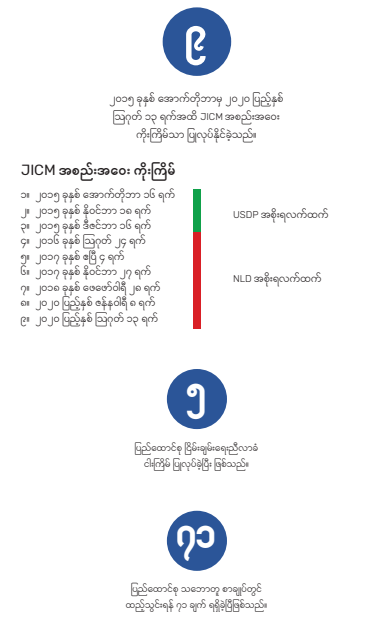 ၉
၂၀၁၅ ခုနှစ် အောက်တိုဘာမှ ၂၀၂၀ ပြည့်နှစ်
ဩဂုတ် ၁၃ ရက်အထိ JICM အစည်းအဝေး
ကိုးကြိမ်သာ ပြုလုပ်နိုင်ခဲ့သည်။
JICM အစည်းအဝေး ကိုးကြိမ်
၁။ ၂၀၁၅ ခုနှစ် အောက်တိုဘာ ၁၆ ရက်
၂။ ၂၀၁၅ ခုနှစ် နိုဝင်ဘာ ၁၈ ရက်
၃။ ၂၀၁၅ ခုနှစ် ဒီဇင်ဘာ ၁၆ ရက်
၄။ ၂၀၁၆ ခုနှစ် ဩဂုတ် ၂၄ ရက်
၅။ ၂၀၁၇ ခုနှစ် ဧပြီ ၄ ရက်
၆။ ၂၀၁၇ ခုနှစ် နိုဝင်ဘာ ၂၇ ရက်
၇။ ၂၀၁၈ ခုနှစ် ဖေဖော်ဝါရီ ၂၈ ရက်
၈။ ၂၀၂၀ ပြည့်နှစ် ဇန်နဝါရီ ၈ ရက်
၉။ ၂၀၂၀ ပြည့်နှစ် ဩဂုတ် ၁၃ ရက်
USDP အစိုးရလက်ထက်
NLD အစိုးရလက်ထက်
၅
ပြည်ထောင်စု ငြိမ်းချမ်းရေးညီလာခံ
ငါးကြိမ် ပြုလုပ်ခဲ့ပြီး ဖြစ်သည်။
၇၁
ပြည်ထောင်စု သဘောတူ စာချုပ်တွင်
ထည့်သွင်းရန် ၇၁ ချက် ရရှိခဲ့ပြီဖြစ်သည်။